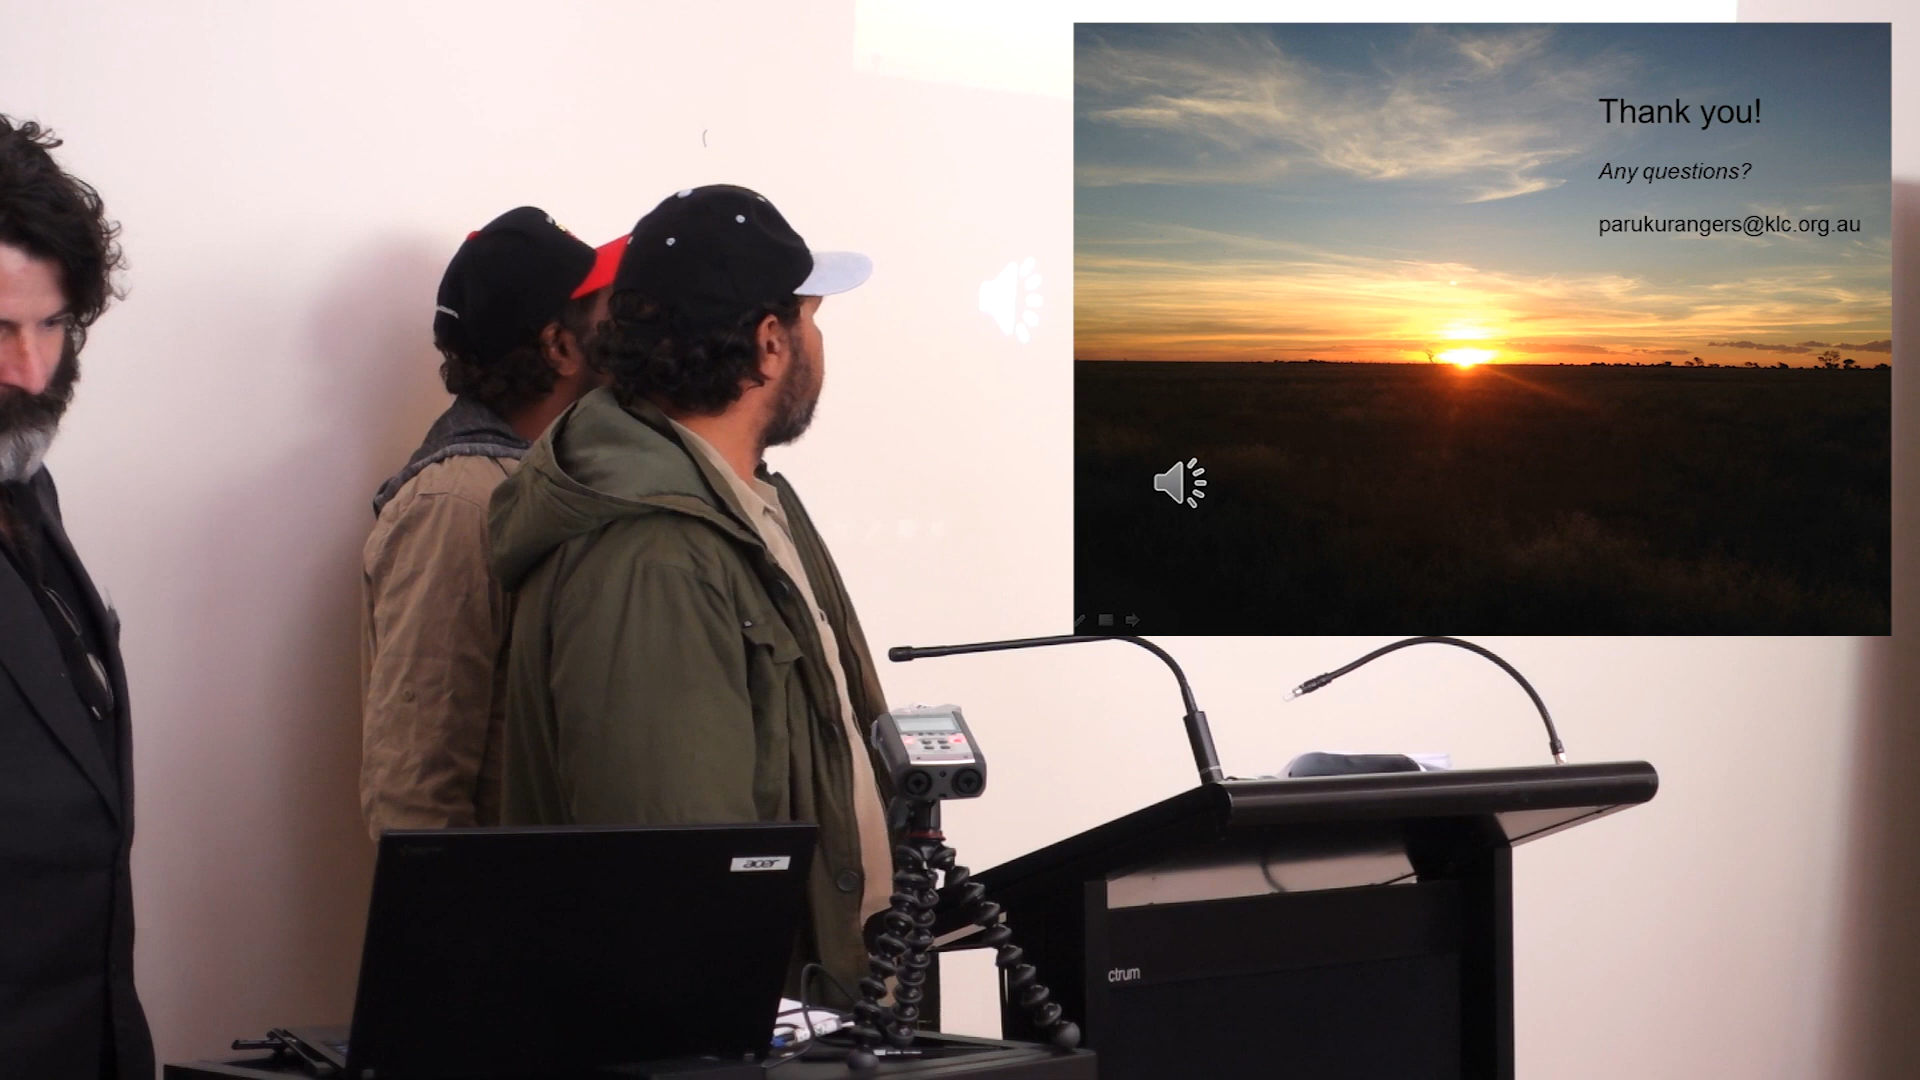 Thank you!
Any questions?
parukurangers@klc.org.au
acer
ctrum